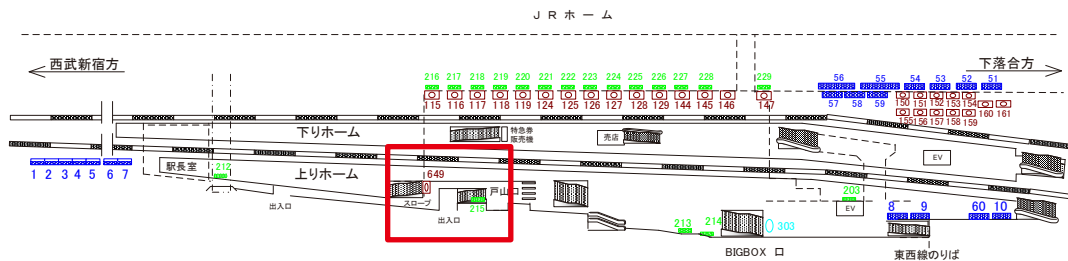 JRホーム
西武新宿方
下落合方
216 217 218 219 220 221 222 223 224 225 226 227 228 229
115 116 117 118 119 124 125 126 127 128 129 144 145 146 147
56 55 54 53 52 51
57 58 59
150 151 152 153 154
160 161
155 156 157 158 159
下りホーム
特急券
販売機
売店
EV
駅長室
212
上りホーム
649
戸山口
スロープ
215
出入口
出入口
1 2 3 4 5 6 7
203
EV
213 214
303
8 9 60 10
BIGBOX 口
東西線のりば